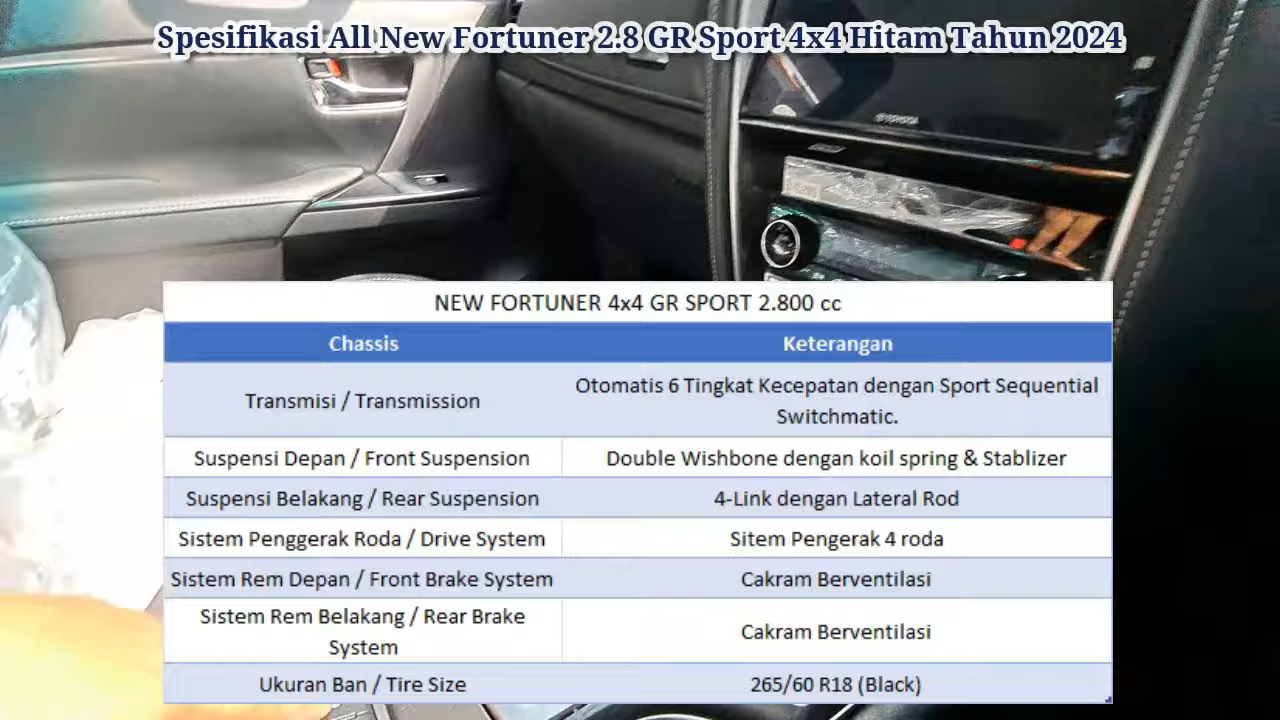 Spesifikasi All New Fortuner 2.8 GR Sport 4x4 Hitam Tahun 2024
TOYOTA
NEW FORTUNER 4x4 GR SPORT 2.800 cc
Chassis Keterangan
Transmisi / Transmission Otomatis 6 Tingkat Kecepatan dengan Sport Sequential
Switchmatic.
Suspensi Depan / Front Suspension Double Wishbone dengan koil spring & Stablizer
Suspensi Belakang / Rear Suspension 4-Link dengan Lateral Rod
Sistem Penggerak Roda / Drive System Sitem Pengerak 4 roda
Sistem Rem Depan / Front Brake System Cakram Berventilasi
Sistem Rem Belakang / Rear Brake
System Cakram Berventilasi
Ukuran Ban / Tire Size 265/60 R18 (Black)